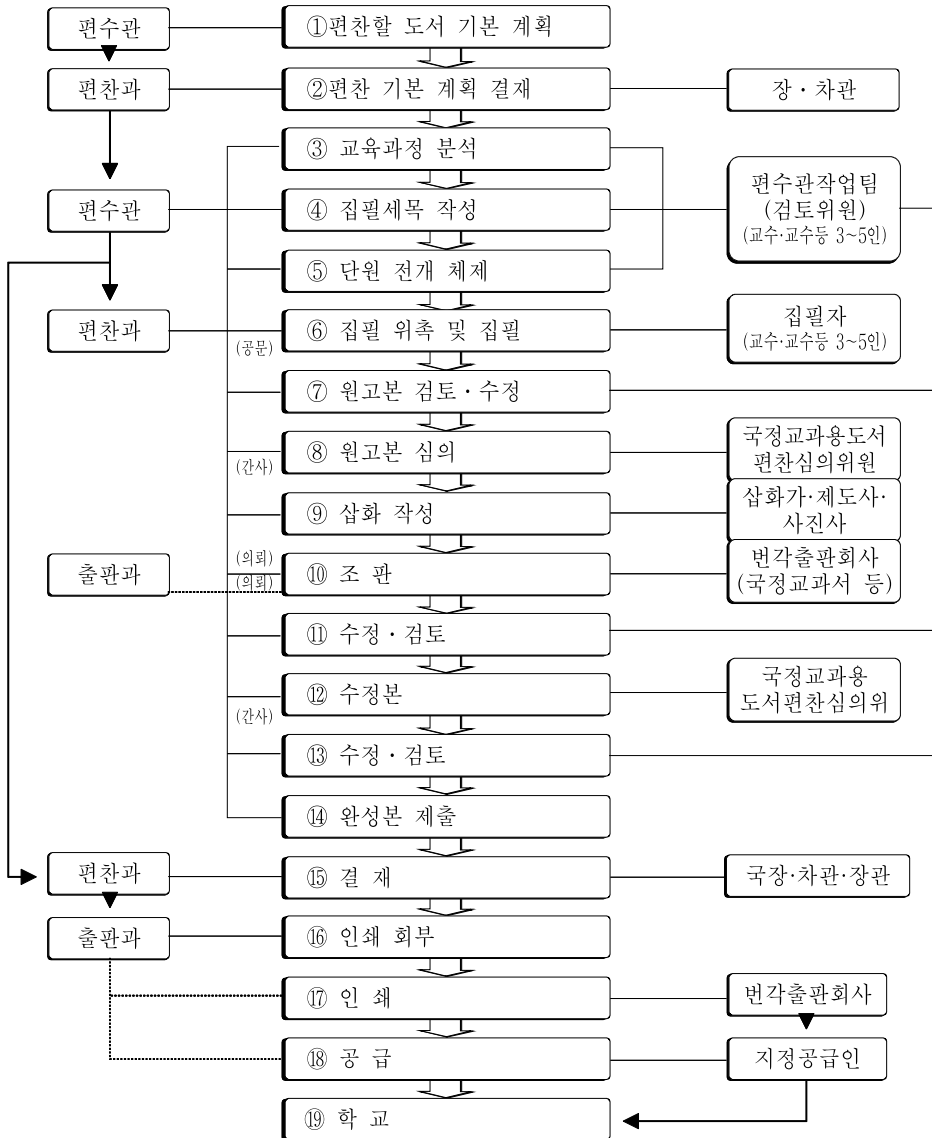 편수관
①편찬할 도서 기본 계획
편찬과
②편찬 기본 계획 결재
장·차관
③ 교육과정 분석
편수관
④ 집필세목 작성
편수관작업팀
(검토위원)
(교수·교수등 3~5인)
⑤ 단원 전개 체제
편찬과
(공문)
⑥ 집필 위촉 및 집필
집필자
(교수·교수등 3~5인)
⑦ 원고본 검토·수정
(간사)
⑧ 원고본 심의
국정교과용도서
편찬심의위원
⑨ 삽화 작성
삽화가·제도사·
사진사
출판과
(의뢰)
(의뢰)
⑩ 조 판
번각출판회사
(국정교과서 등)
⑪ 수정·검토
(간사)
⑫ 수정본
국정교과용
도서편찬심의위
⑬ 수정·검토
⑭ 완성본 제출
편찬과
⑮ 결 재
국장·차관·장관
출판과
⑯ 인쇄 회부
⑰ 인 쇄
번각출판회사
⑱ 공 급
지정공급인
⑲ 학 교